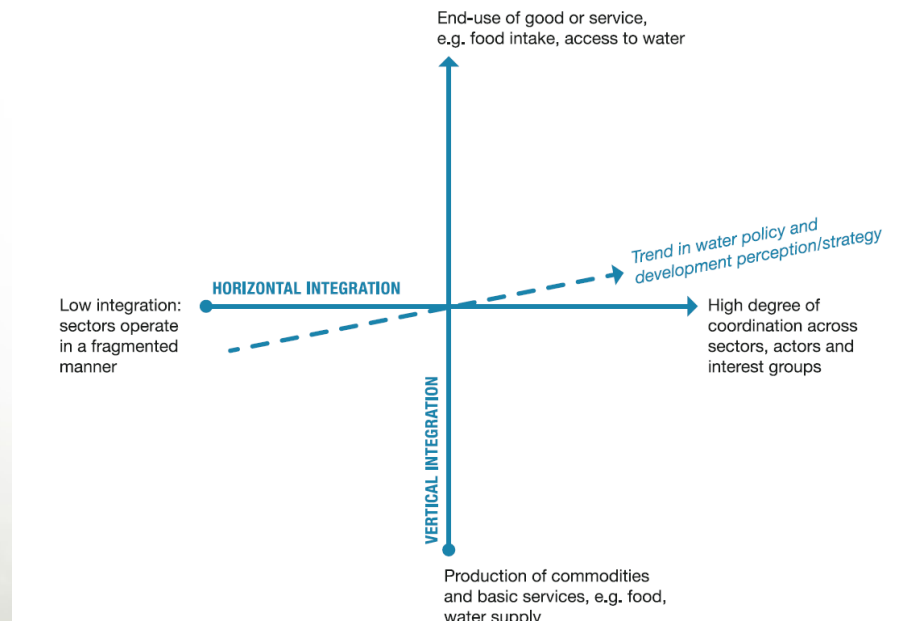 End-use of good or service,
e.g. food intake, access to water
Trend in water policy and
development perception/strategy
HORIZONTAL INTEGRATION
Low integration:
sectors operate
in a fragmented
manner
High degree of
coordination across
sectors, actors and
interest groups
VERTICAL INTEGRATION
Production of commodities
and basic services, e.g. food,
water supply